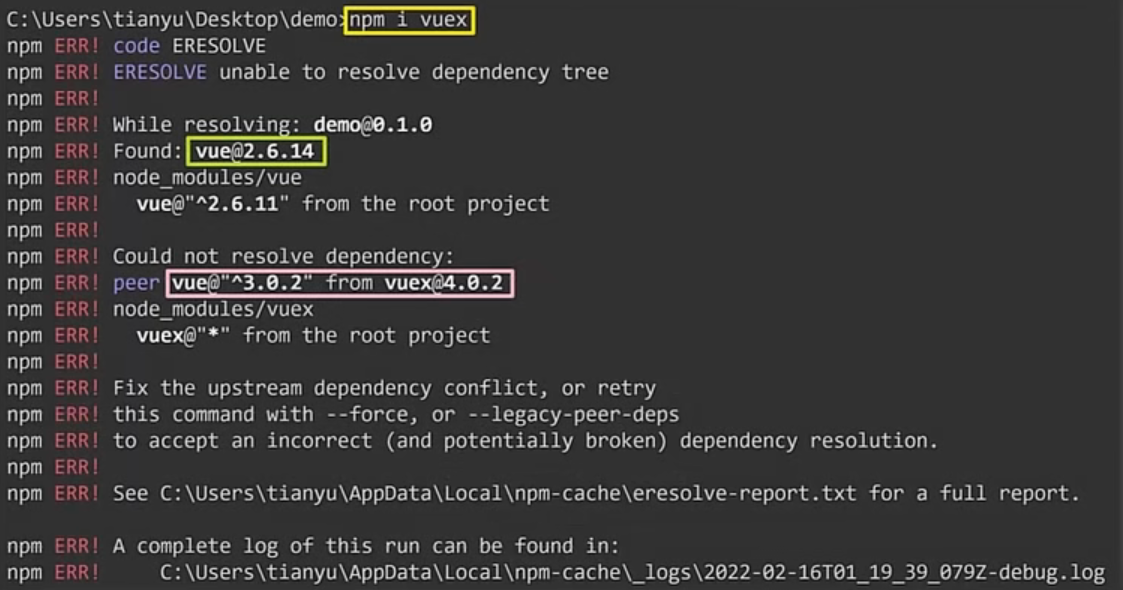 C:\Users\tianyu\Desktop\demo>npm i vuex
npm ERR! code ERESOLVE
npm ERR! ERESOLVE unable to resolve dependency tree
npm ERR!
npm ERR! While resolving: demo@0.1.0
npm ERR! Found: vue@2.6.14
npm ERR! node_modules/vue
npm ERR!   vue@"^2.6.11" from the root project
npm ERR!
npm ERR! Could not resolve dependency:
npm ERR! peer vue@"^3.0.2" from vuex@4.0.2
npm ERR! node_modules/vuex
npm ERR!   vuex@"*" from the root project
npm ERR!
npm ERR! Fix the upstream dependency conflict, or retry
npm ERR! this command with --force, or --legacy-peer-deps
npm ERR! to accept an incorrect (and potentially broken) dependency resolution.
npm ERR!
npm ERR! See C:\Users\tianyu\AppData\Local\npm-cache\eresolve-report.txt for a full report.
npm ERR! A complete log of this run can be found in:
npm ERR!     C:\Users\tianyu\AppData\Local\npm-cache\_logs\2022-02-16T01_19_39_079Z-debug.log